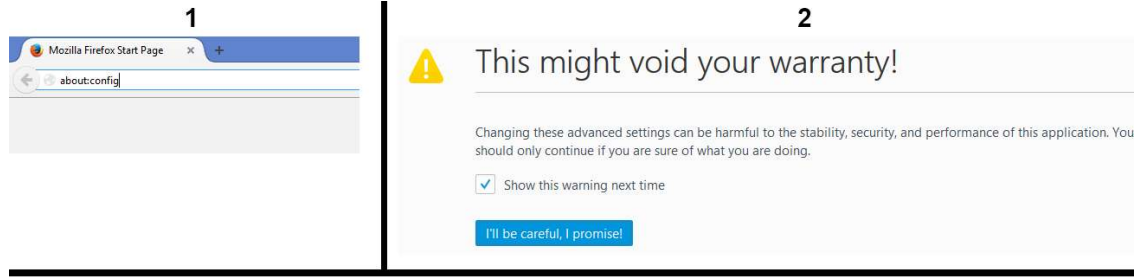 1
Mozilla Firefox Start Page
about:config
2
This might void your warranty!
Changing these advanced settings can be harmful to the stability, security, and performance of this application. You
should only continue if you are sure of what you are doing.
Show this warning next time
I'll be careful, I promise!